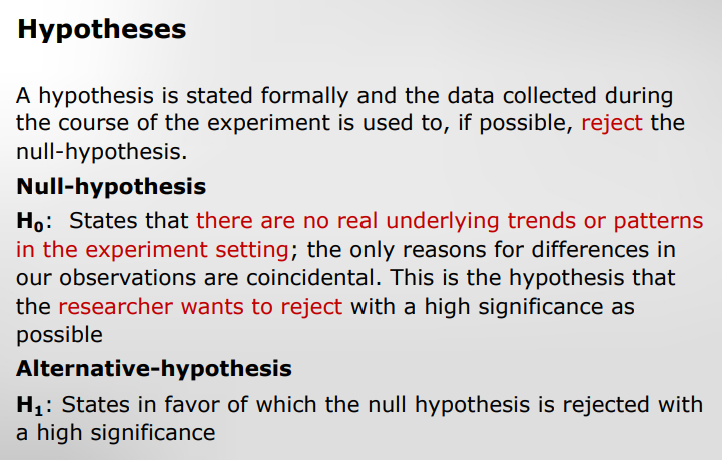 Hypotheses
A hypothesis is stated formally and the data collected during
the course of the experiment is used to, if possible, reject the
null-hypothesis.
Null-hypothesis
H₀: States that there are no real underlying trends or patterns
in the experiment setting; the only reasons for differences in
our observations are coincidental. This is the hypothesis that
the researcher wants to reject with a high significance as
possible
Alternative-hypothesis
H₁: States in favor of which the null hypothesis is rejected with
a high significance